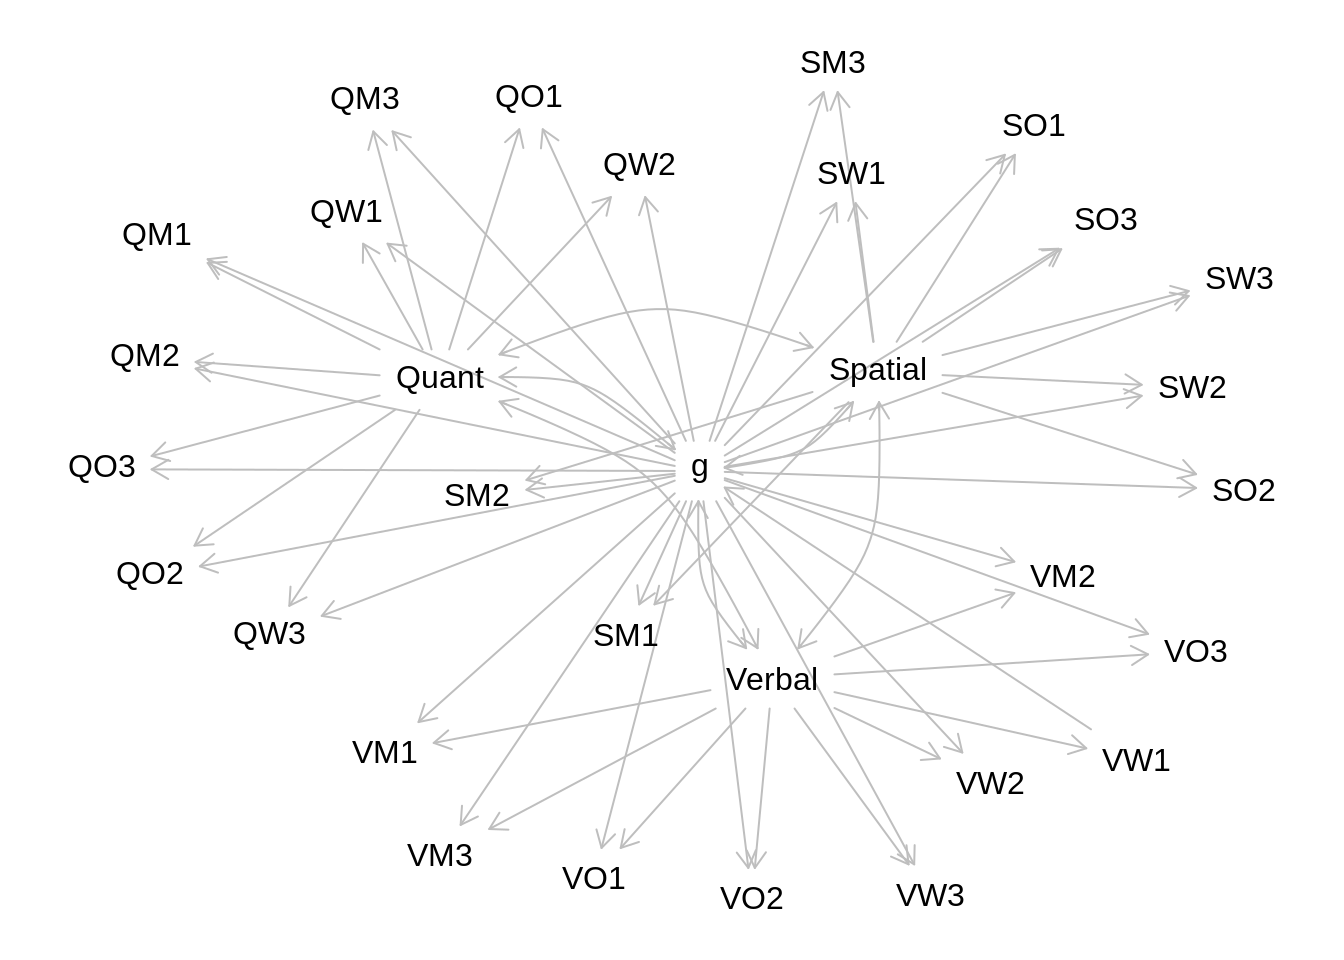 SM3
QM3
QO1
SO1
QW2
SW1
QW1
SO3
QM1
SW3
QM2
Spatial
Quant
SW2
QO3
g
SM2
SO2
QO2
VM2
QW3
SM1
VO3
Verbal
VM1
VW1
VW2
VM3
VO1
VO2
VW3